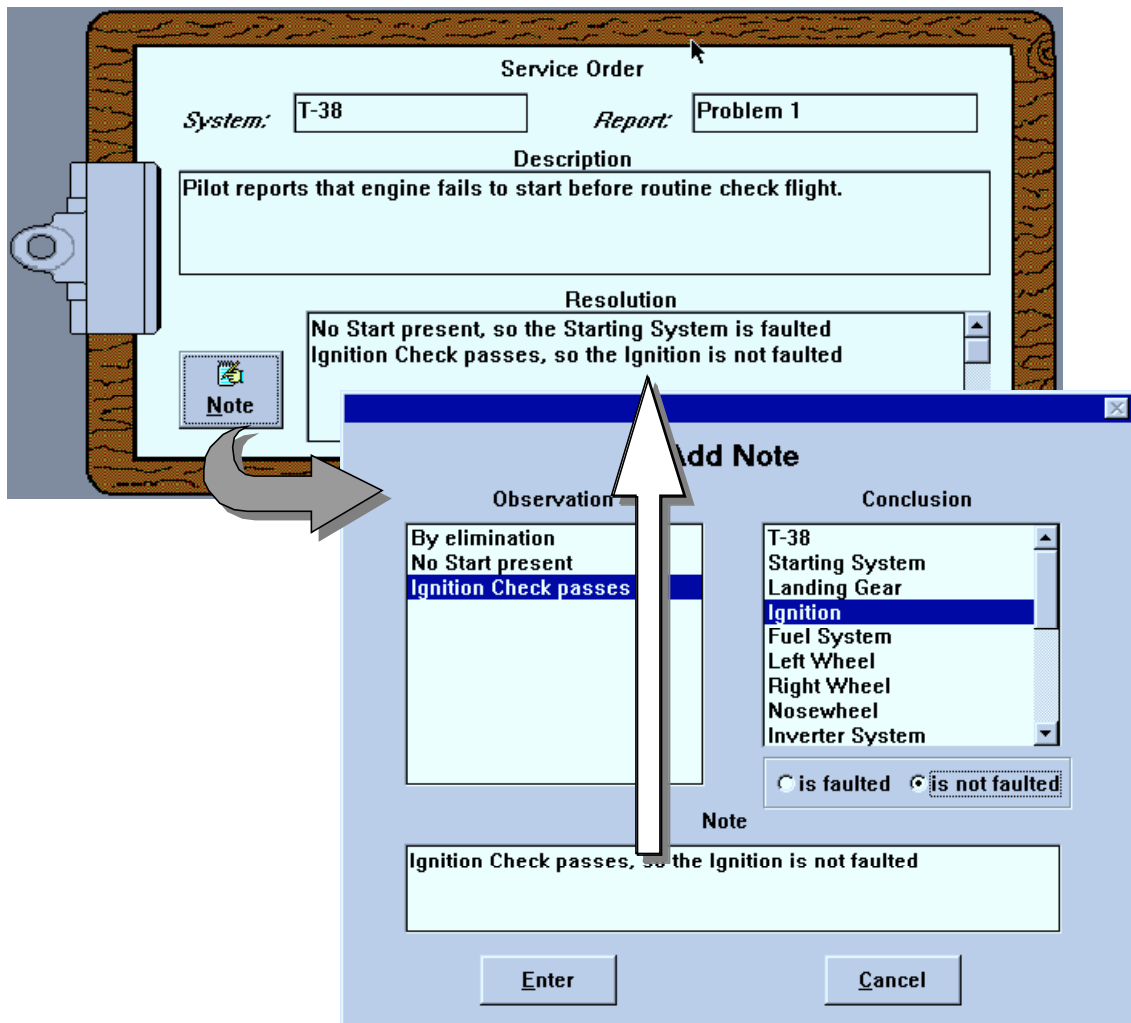 Service Order
System: T-38 Report: Problem 1
Description
Pilot reports that engine fails to start before routine check flight.
Resolution
No Start present, so the Starting System is faulted
Ignition Check passes, so the Ignition is not faulted
Note
Add Note
Observation
By elimination
No Start present
Ignition Check passes
Conclusion
T-38
Starting System
Landing Gear
Ignition
Fuel System
Left Wheel
Right Wheel
Nosewheel
Inverter System
is faulted is not faulted
Note
Ignition Check passes, so the Ignition is not faulted
Enter Cancel